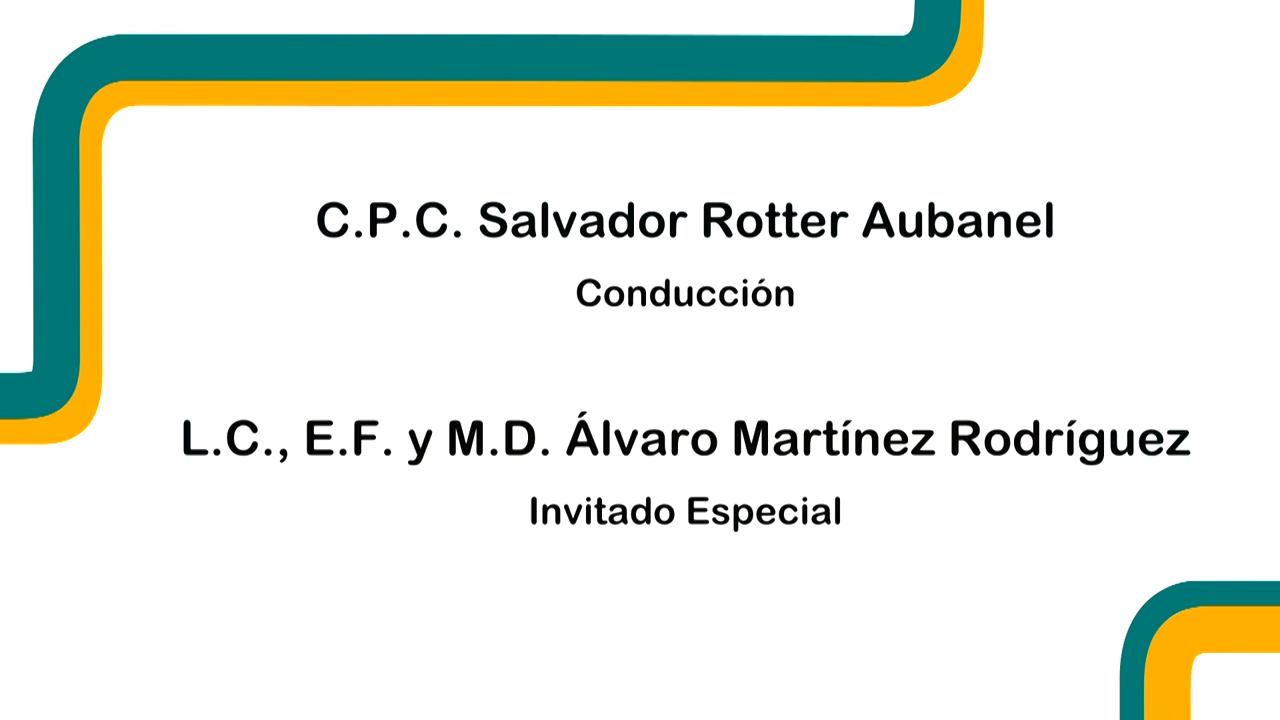 C.P.C. Salvador Rotter Aubanel
Conducción
L.C., E.F. y M.D. Álvaro Martínez Rodríguez
Invitado Especial